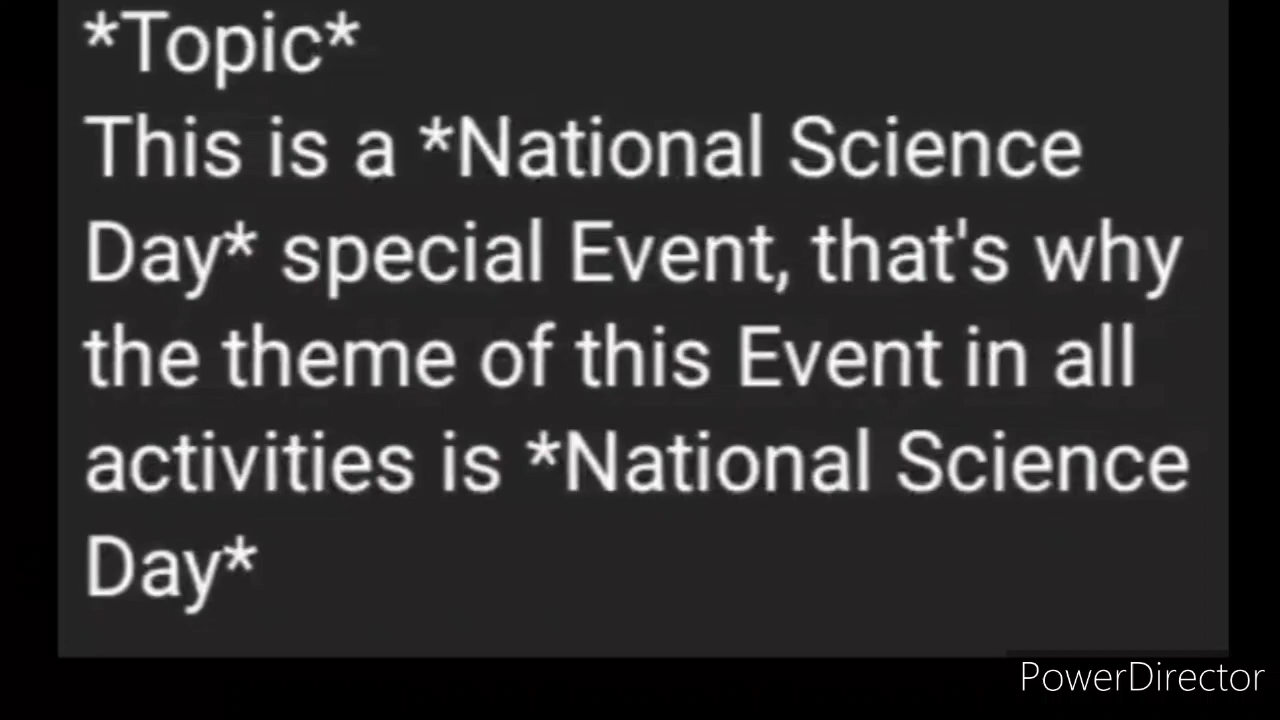 *Topic*
This is a *National Science
Day* special Event, that's why
the theme of this Event in all
activities is *National Science
Day*
PowerDirector